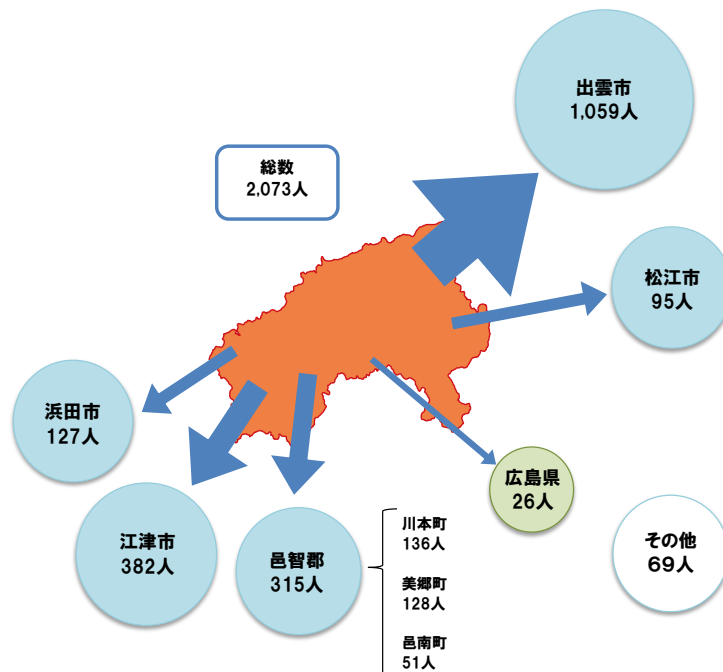 出雲市
1,059人
総数
2,073人
松江市
95人
浜田市
127人
江津市
382人
邑智郡
315人
川本町
136人
美郷町
128人
邑南町
51人
広島県
26人
その他
69人